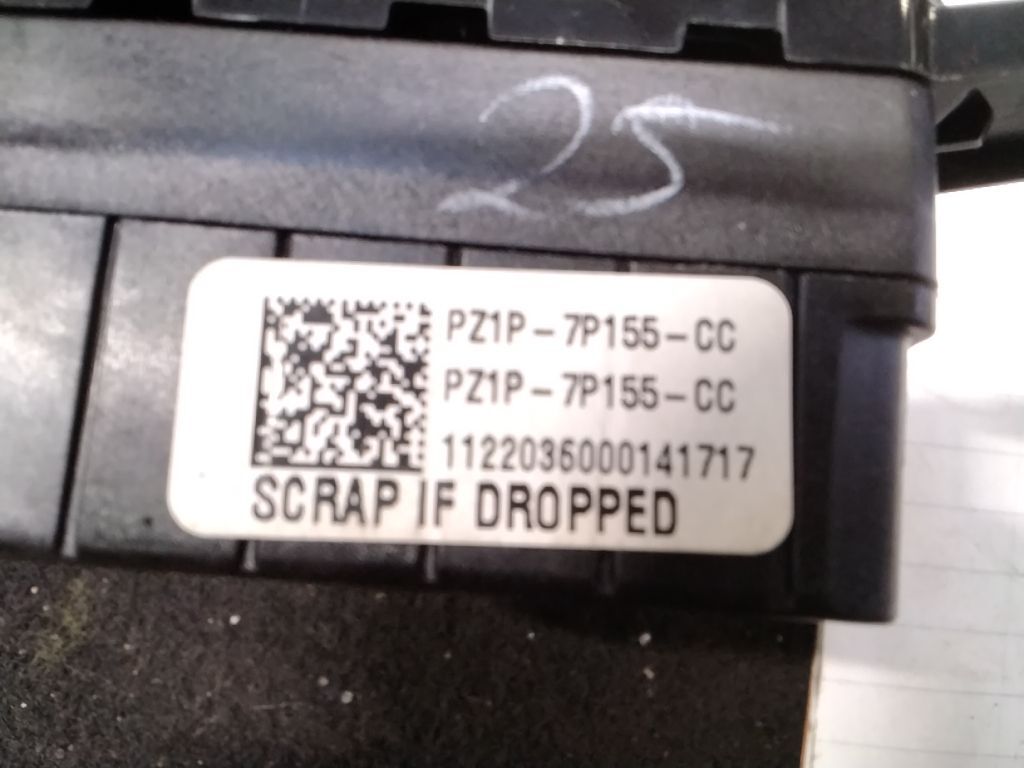 25
PZ1P-7P155-CC
PZ1P-7P155-CC
1122036000141717
SCRAP IF DROPPED